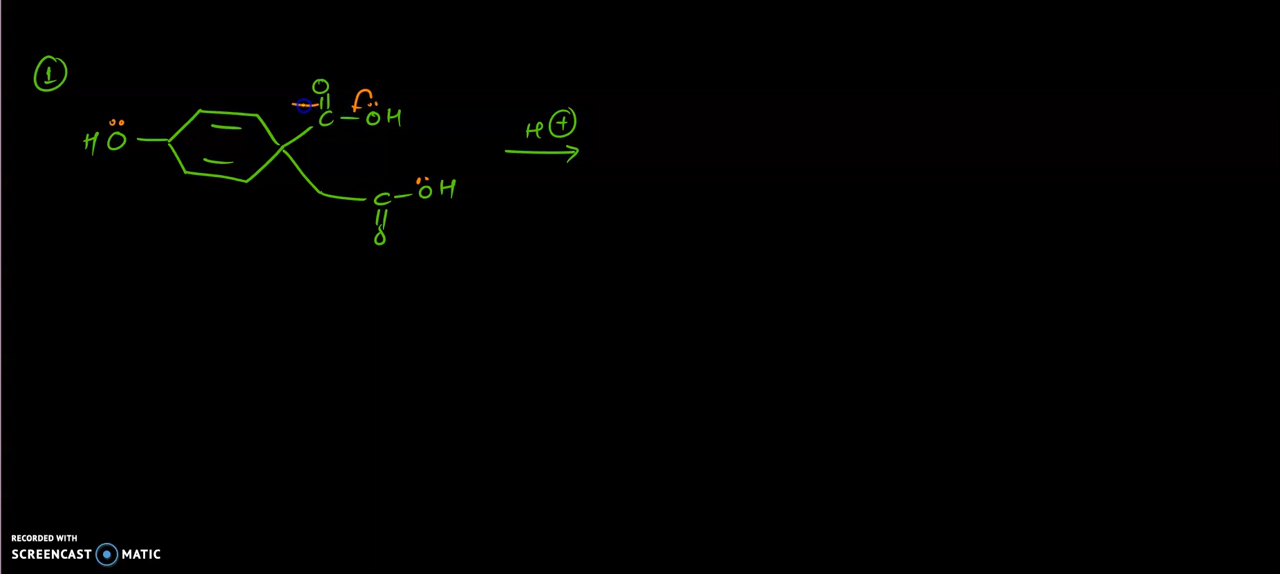 1
O
C OH
HO
H+
C OH
O
RECORDED WITH
SCREENCAST MATIC